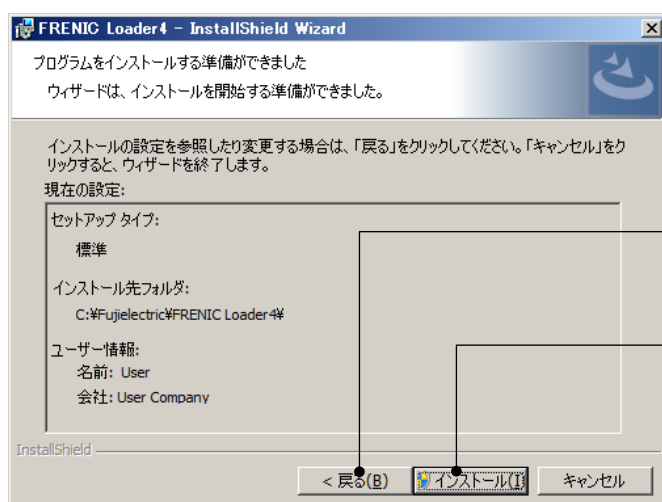 FRENIC Loader4 - InstallShield Wizard
プログラムをインストールする準備ができました
ウィザードは、インストールを開始する準備ができました。
インストールの設定を参照したり変更する場合は、「戻る」をクリックしてください。「キャンセル」をク
リックすると、ウィザードを終了します。
現在の設定:
セットアップ タイプ:
標準
インストール先フォルダ:
C:¥Fujielectric¥FRENIC Loader4¥
ユーザー情報:
名前: User
会社: User Company
InstallShield
< 戻る(B)
インストール(I)
キャンセル